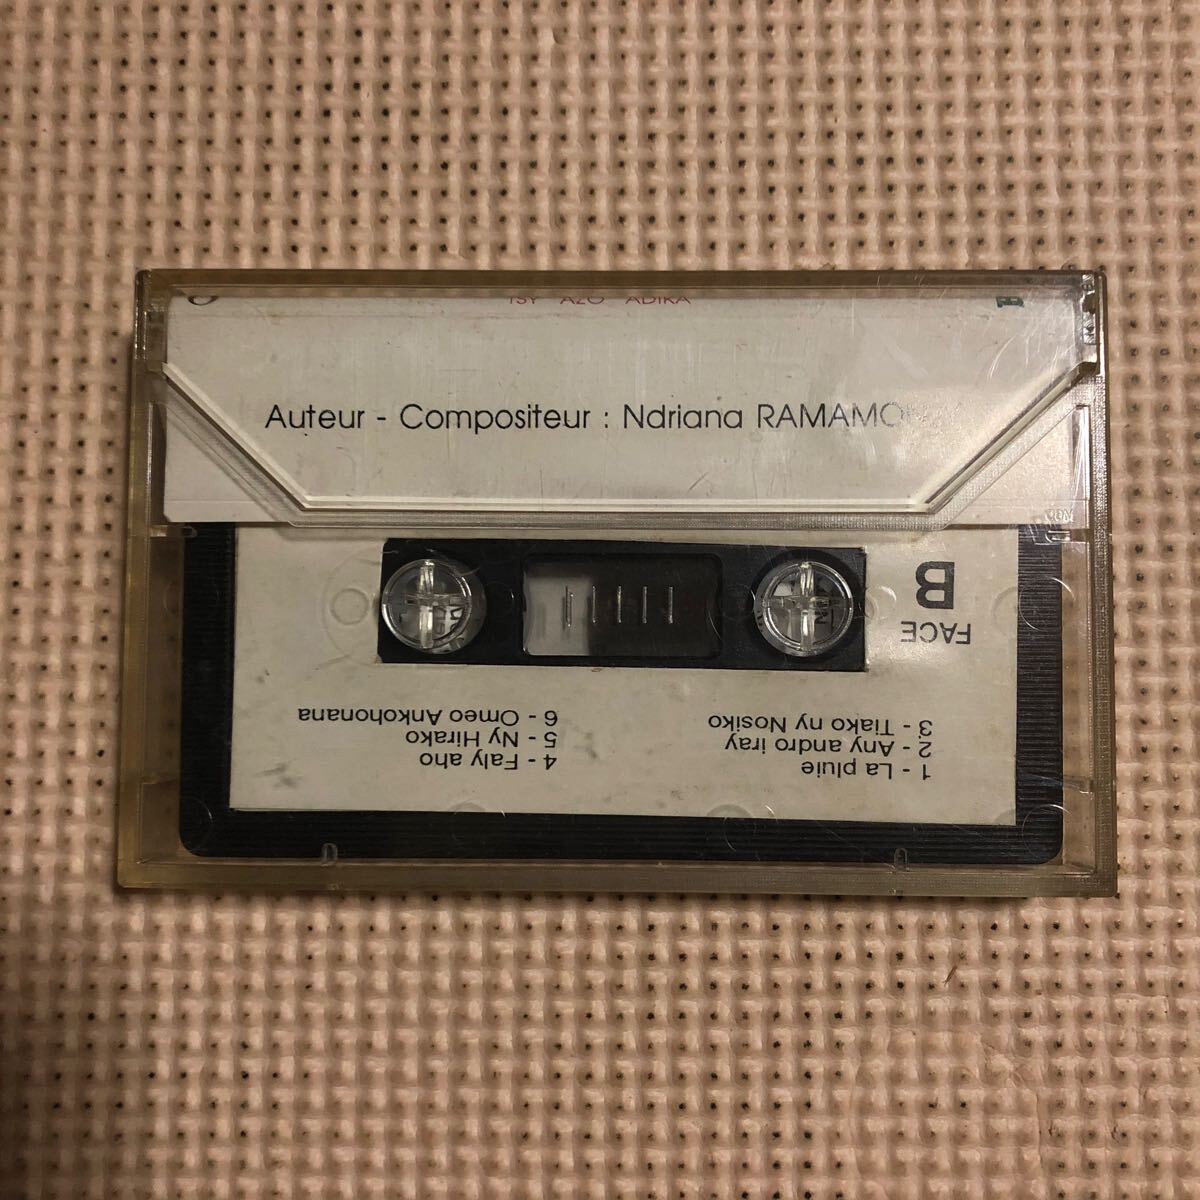 TSY AZO ADIKA
Auteur - Compositeur : Ndriana
FACE
B
1 - La pluie
2 - Any andro iray
3 - Tiako ny Nosiko
4 - Faly aho
5 - Ny Hirako
6 - Omeo Ankohonana